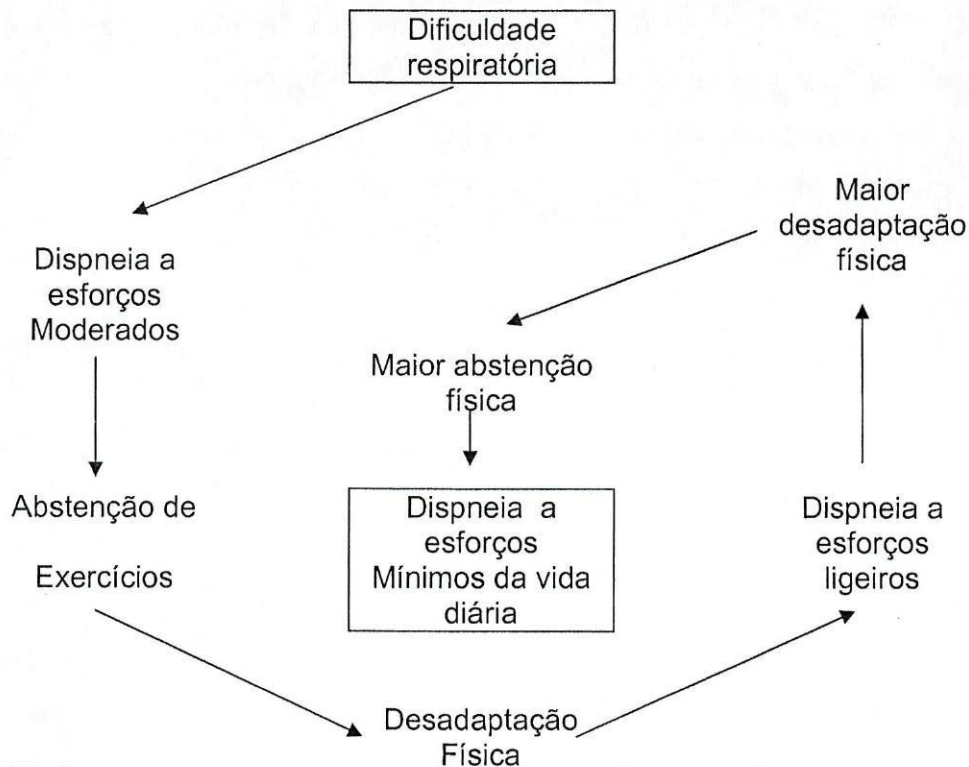 Dificuldade
respiratória
Dispneia a
esforços
Moderados
Abstenção de
Exercícios
Desadaptação
Física
Dispneia a
esforços
ligeiros
Maior
desadaptação
física
Maior abstenção
física
Dispneia a
esforços
Mínimos da vida
diária